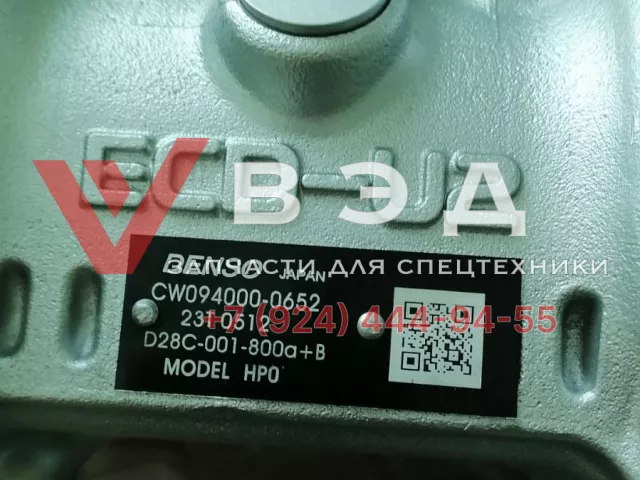 ECD-U2
ВЭД
DENSO JAPAN
ЗАПЧАСТИ ДЛЯ СПЕЦТЕХНИКИ
CW094000-0652
+7 (924) 444-94-55
D28C-001-800a+B
MODEL HP0